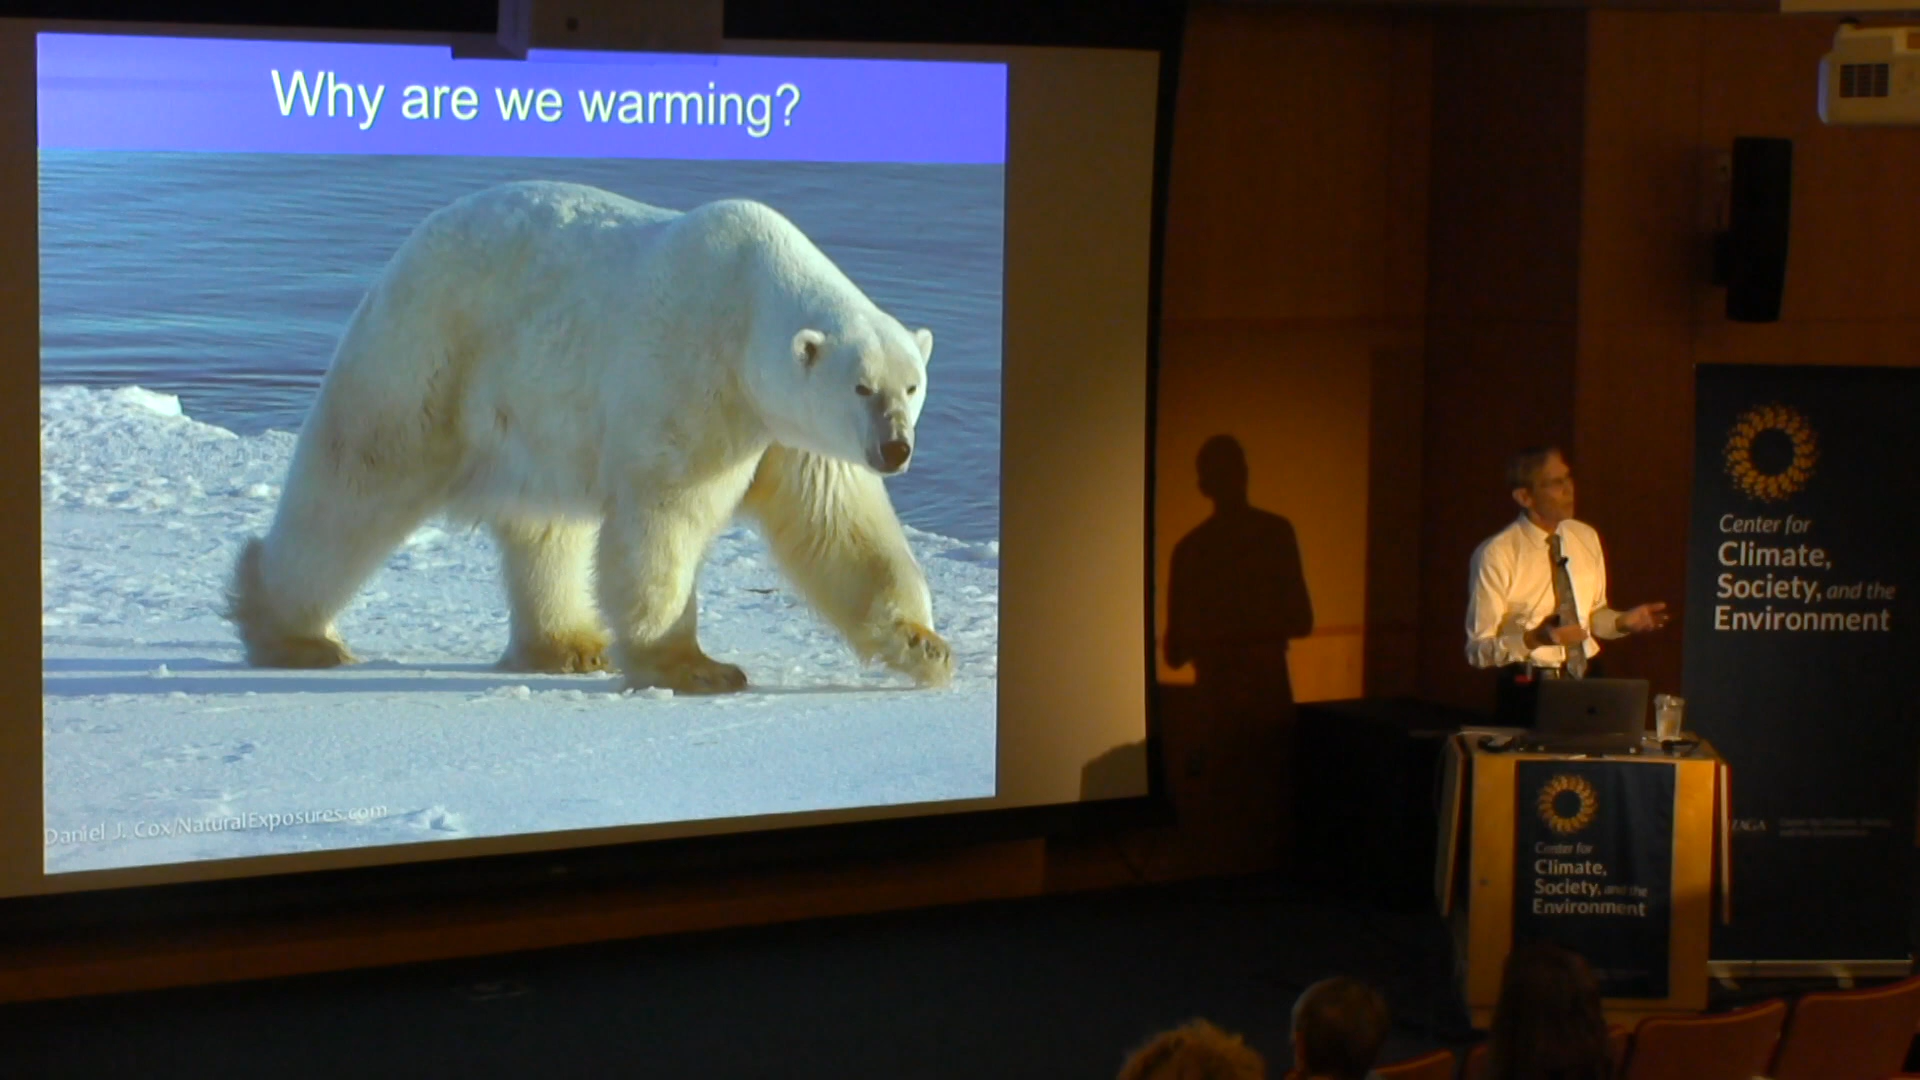 Why are we warming?
Daniel J. Cox/NaturalExposures.com
Center for
Climate,
Society, and the
Environment
Center for
Climate,
Society, and the
Environment